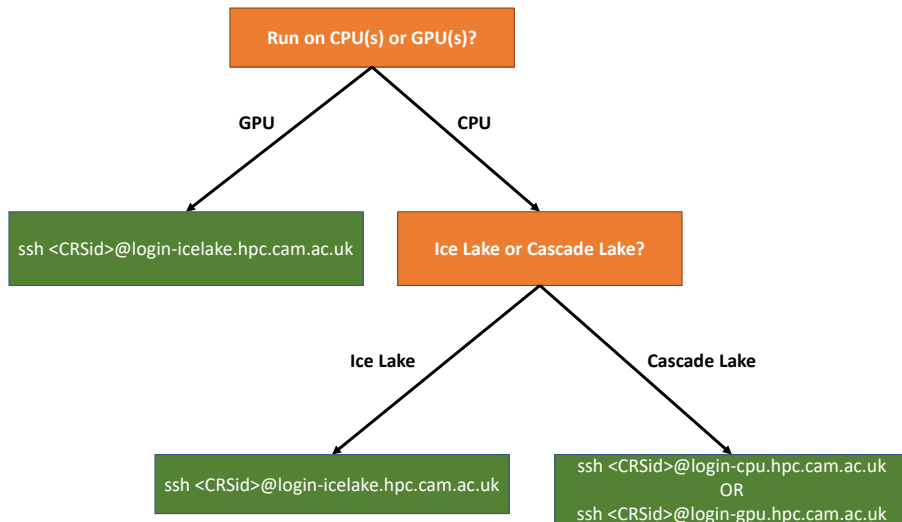 Run on CPU(s) or GPU(s)?
GPU
CPU
ssh <CRSid>@login-icelake.hpc.cam.ac.uk
Ice Lake or Cascade Lake?
Ice Lake
Cascade Lake
ssh <CRSid>@login-icelake.hpc.cam.ac.uk
ssh <CRSid>@login-cpu.hpc.cam.ac.uk
OR
ssh <CRSid>@login-gpu.hpc.cam.ac.uk